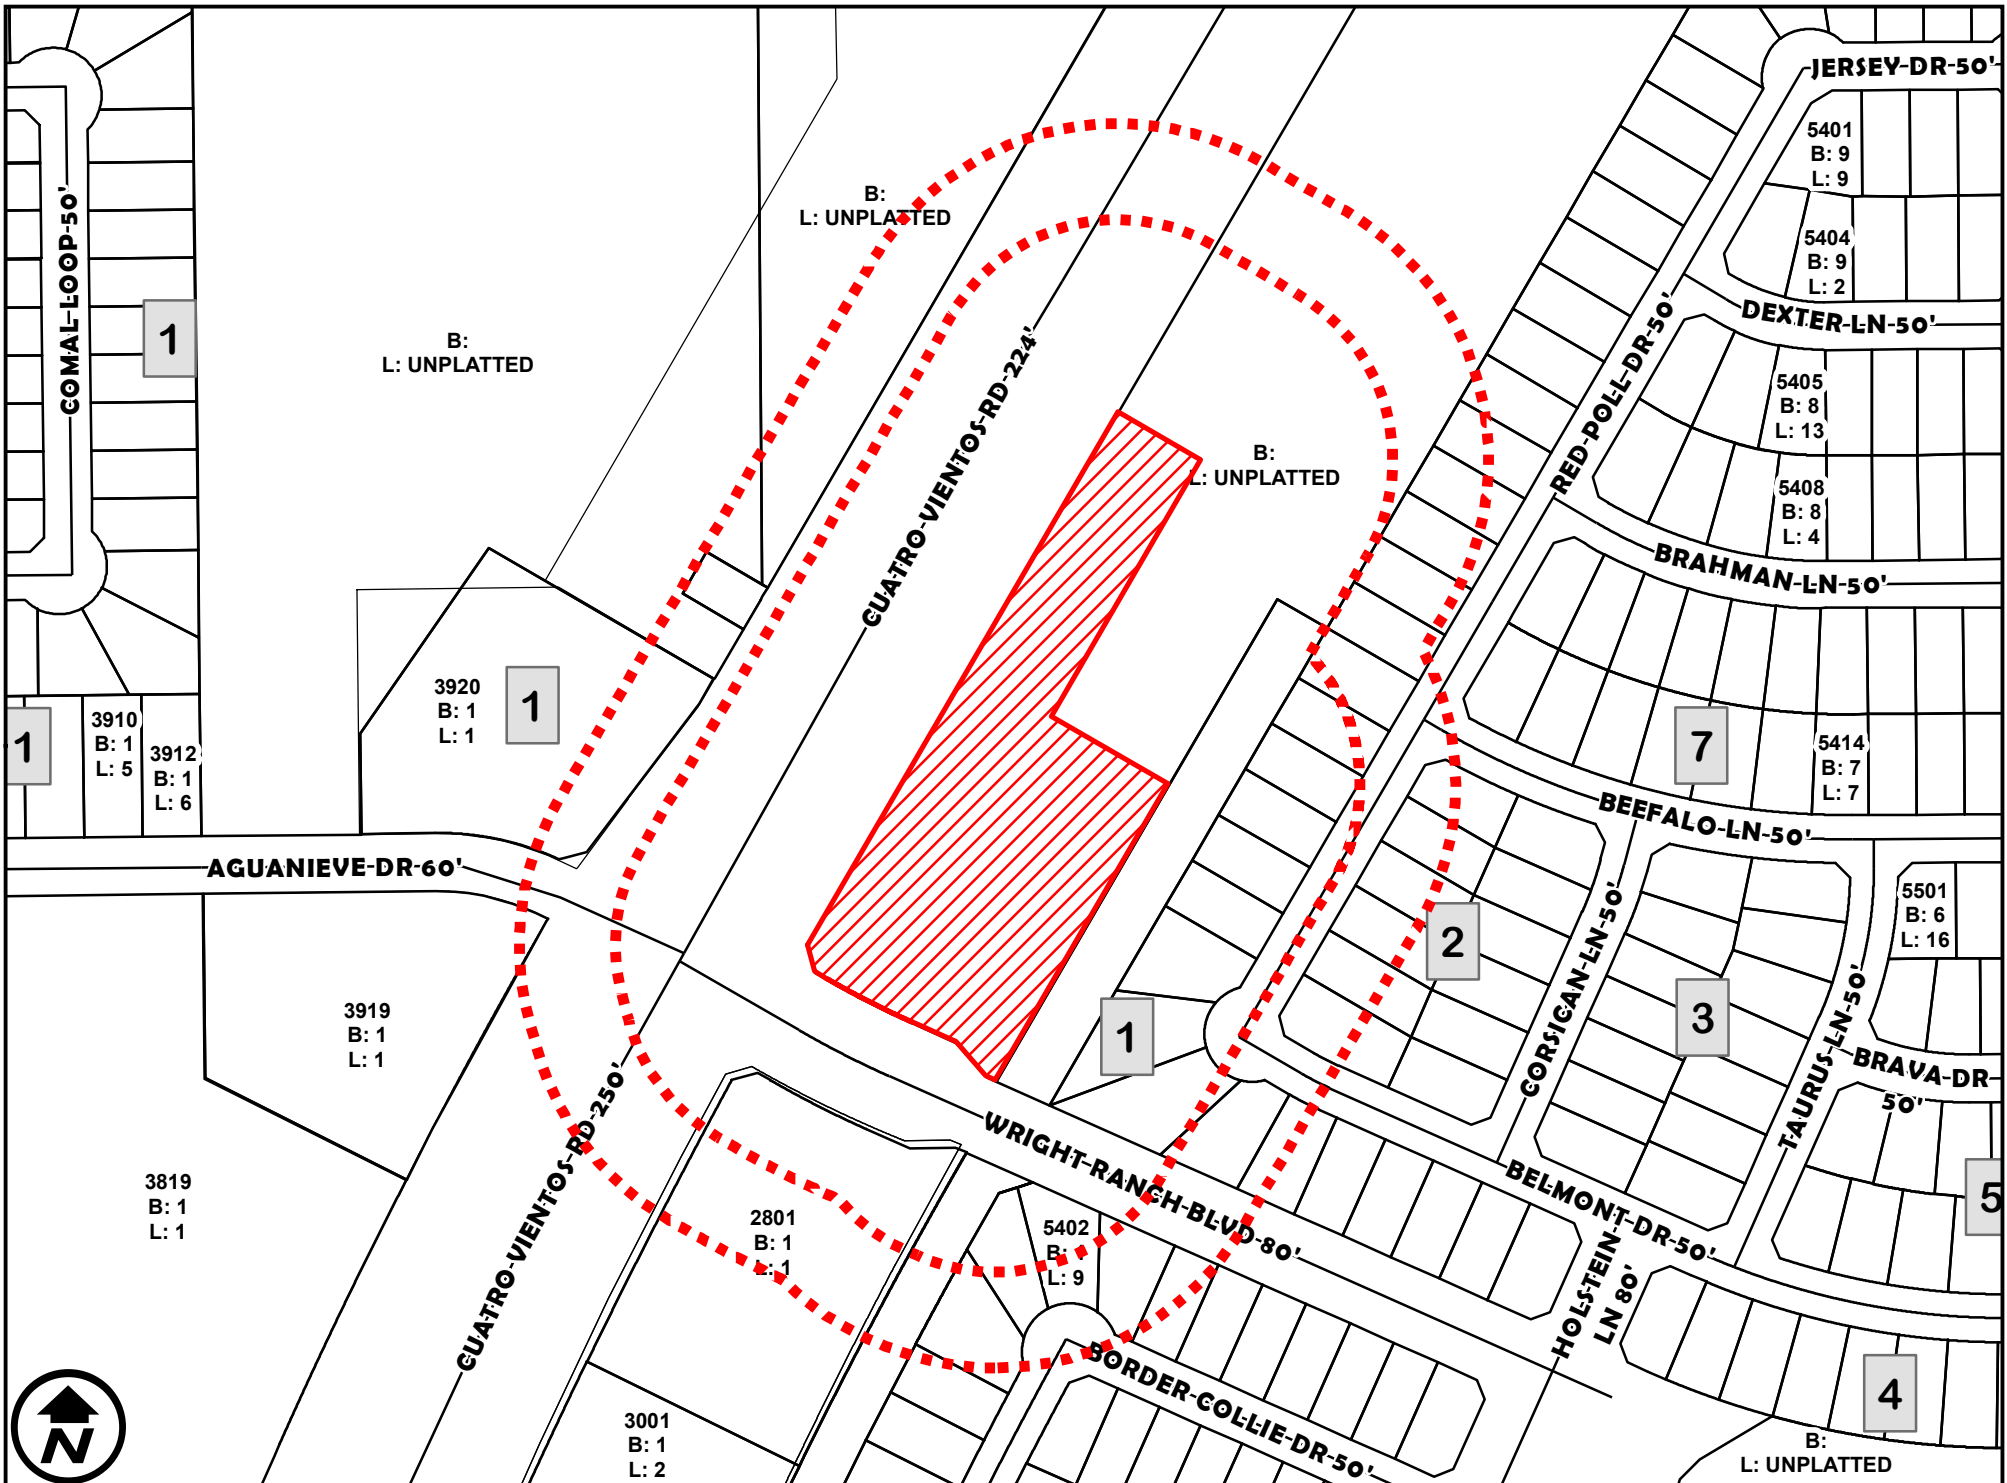 JERSEY-DR-50'
5401
B: 9
L: 9
COMAL-LOOP-50'
B:
L: UNPLATTED
5404
B: 9
L: 2
DEXTER-LN-50'
1
B:
L: UNPLATTED
CUATRO-VIENTOS-RD-224'
RED-POLL-DR-50'
5405
B: 8
L: 13
B:
L: UNPLATTED
5408
B: 8
L: 4
BRAHMAN-LN-50'
3920
B: 1
L: 1
1
1
3910
B: 1
L: 5
3912
B: 1
L: 6
7
5414
B: 7
L: 7
BEEFALO-LN-50'
AGUANIEVE-DR-60'
5501
B: 6
L: 16
2
CORSICAN-LN-50'
3
1
TAURUS-LN-50'
BRAVA-DR
50'
3919
B: 1
L: 1
CUATRO-VIENTOS-RD-250'
WRIGHT-RANCH-BLVD-80'
BELMONT-DR-50'
5
3819
B: 1
L: 1
2801
B: 1
L: 1
5402
B:
L: 9
HOLSTEIN
LN 80'
BORDER-COLLIE-DR-50'
4
N
3001
B: 1
L: 2
B:
L: UNPLATTED